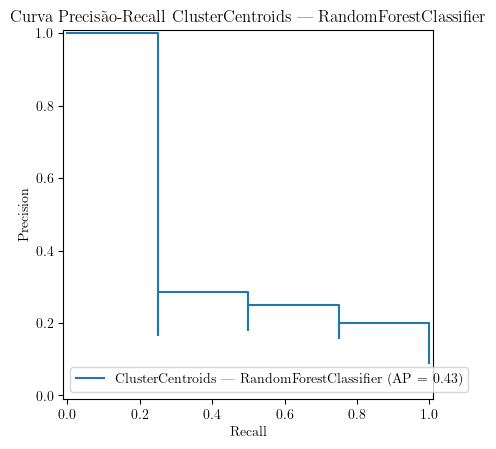 Curva Precisão-Recall ClusterCentroids — RandomForestClassifier
1.0
0.8
0.6
0.4
0.2
0.0
Precision
ClusterCentroids — RandomForestClassifier (AP = 0.43)
0.0 0.2 0.4 0.6 0.8 1.0
Recall